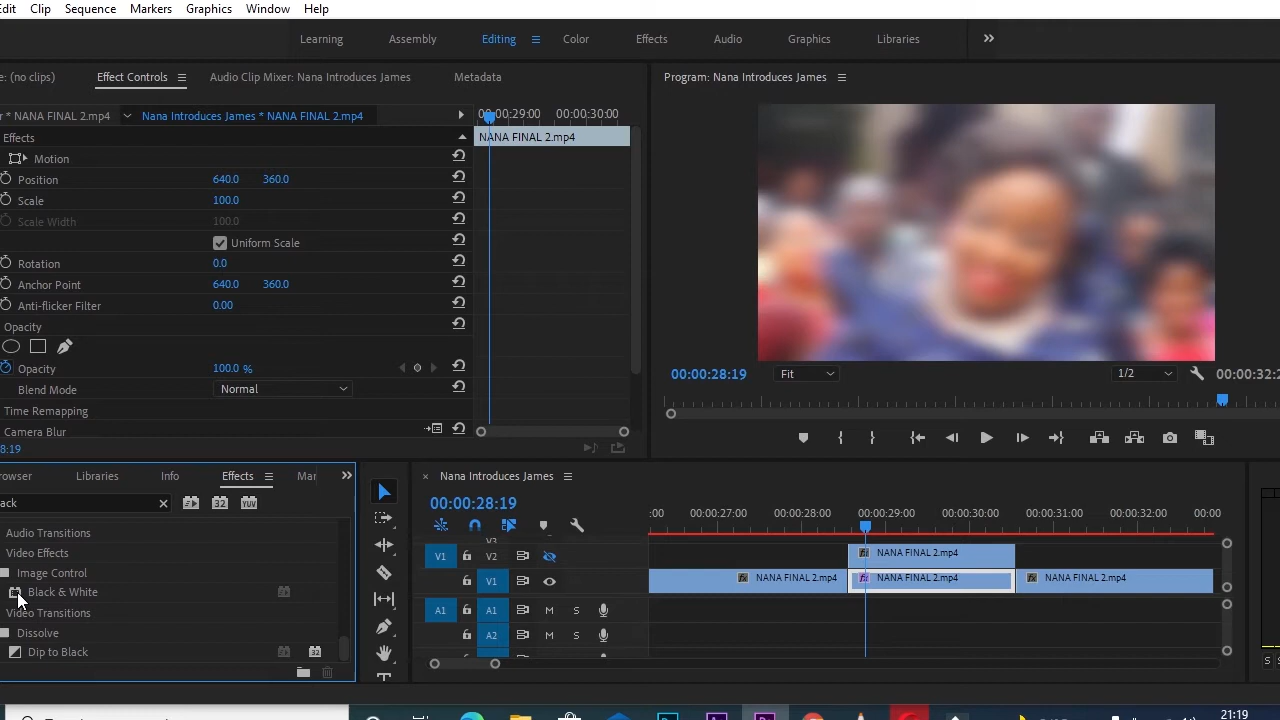 Edit Clip Sequence Markers Graphics Window Help
Learning Assembly Editing Color Effects Audio Graphics Libraries
e: (no clips) Effect Controls Audio Clip Mixer: Nana Introduces James Metadata
Program: Nana Introduces James
r * NANA FINAL 2.mp4 Nana Introduces James * NANA FINAL 2.mp4
00:00:29:00 00:00:30:00
Effects
NANA FINAL 2.mp4
Motion
Position 640.0 360.0
Scale 100.0
Scale Width 100.0
Uniform Scale
Rotation 0.0
Anchor Point 640.0 360.0
Anti-flicker Filter 0.00
Opacity
Opacity 100.0 %
Blend Mode Normal
Time Remapping
Camera Blur
8:19
00:00:28:19 Fit 1/2 00:00:32:2
rowser Libraries Info Effects Mar
ack
32 YUV
Audio Transitions
Video Effects
Image Control
Black & White
Video Transitions
Dissolve
Dip to Black 32
× Nana Introduces James
00:00:28:19
:00 00:00:27:00 00:00:28:00 00:00:29:00 00:00:30:00 00:00:31:00 00:00:32:00 00:00
V3
V1 V2 fx NANA FINAL 2.mp4
V1 fx NANA FINAL 2.mp4 fx NANA FINAL 2.mp4 fx NANA FINAL 2.mp4
A1 A1 M S
A2 M S
S S
21:19